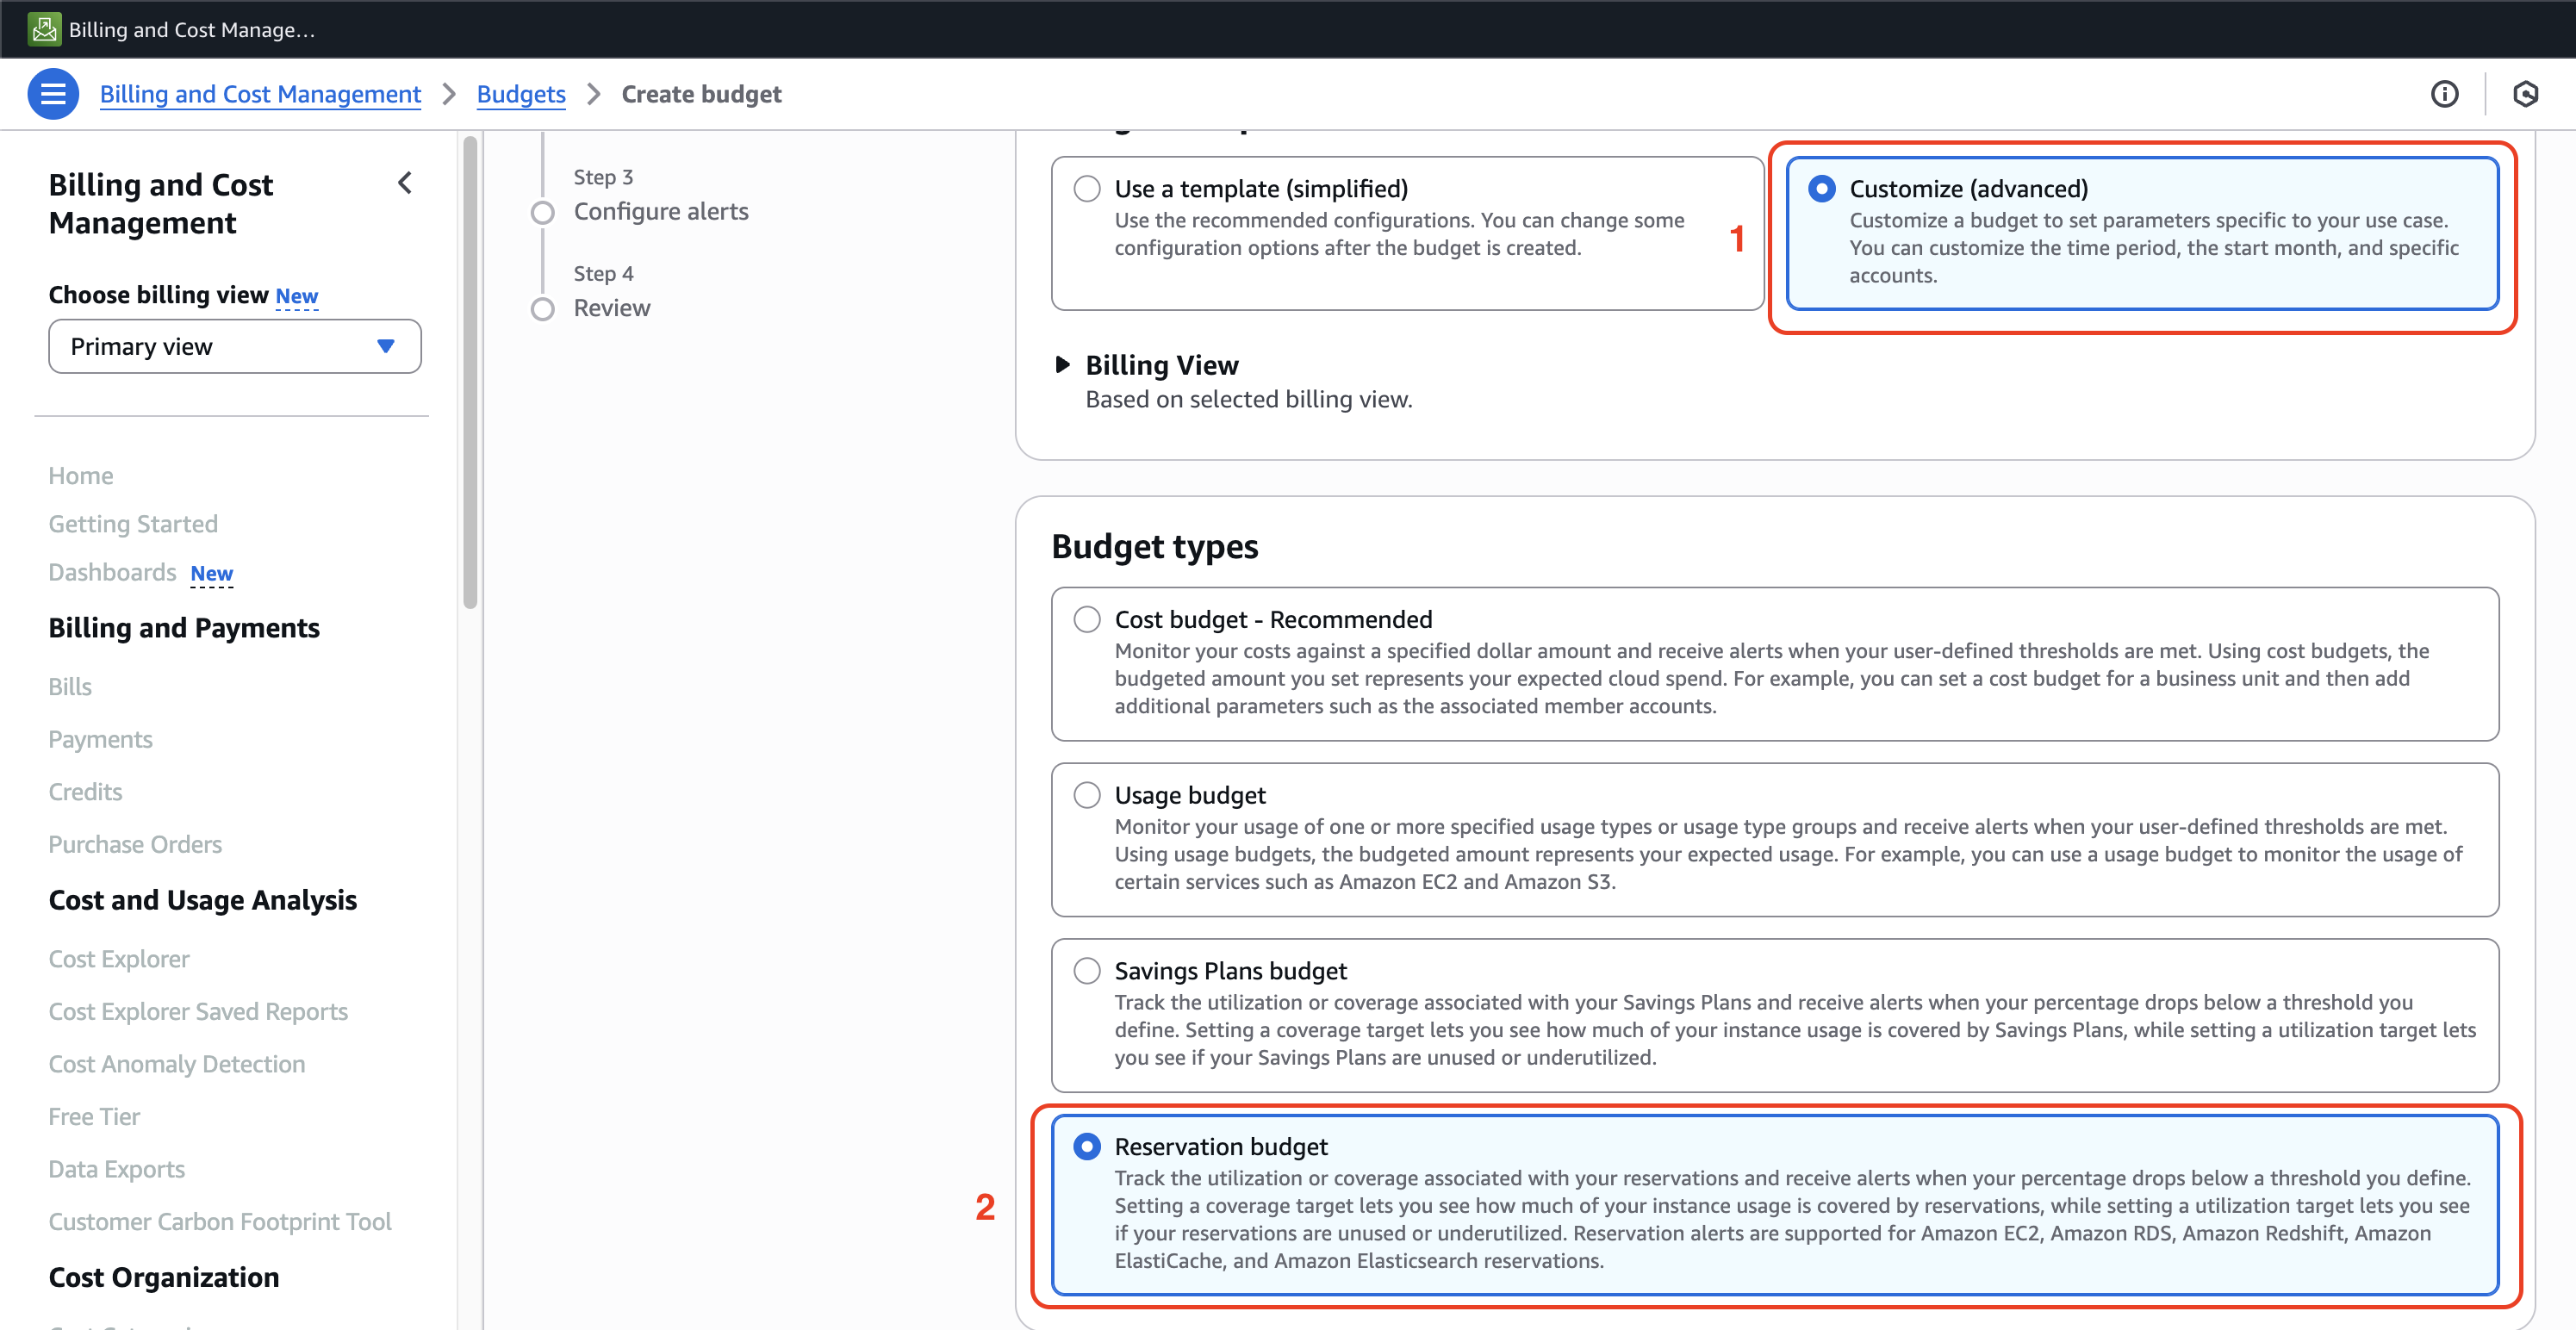 Billing and Cost Manage...
Billing and Cost Management
Budgets
Create budget
Billing and Cost
Management
Choose billing view New
Primary view
Home
Getting Started
Dashboards New
Billing and Payments
Bills
Payments
Credits
Purchase Orders
Cost and Usage Analysis
Cost Explorer
Cost Explorer Saved Reports
Cost Anomaly Detection
Free Tier
Data Exports
Customer Carbon Footprint Tool
Cost Organization
Step 3
Configure alerts
Step 4
Review
Use a template (simplified)
Use the recommended configurations. You can change some
configuration options after the budget is created.
1
Customize (advanced)
Customize a budget to set parameters specific to your use case.
You can customize the time period, the start month, and specific
accounts.
Billing View
Based on selected billing view.
Budget types
Cost budget - Recommended
Monitor your costs against a specified dollar amount and receive alerts when your user-defined thresholds are met. Using cost budgets, the
budgeted amount you set represents your expected cloud spend. For example, you can set a cost budget for a business unit and then add
additional parameters such as the associated member accounts.
Usage budget
Monitor your usage of one or more specified usage types or usage type groups and receive alerts when your user-defined thresholds are met.
Using usage budgets, the budgeted amount represents your expected usage. For example, you can use a usage budget to monitor the usage of
certain services such as Amazon EC2 and Amazon S3.
Savings Plans budget
Track the utilization or coverage associated with your Savings Plans and receive alerts when your percentage drops below a threshold you
define. Setting a coverage target lets you see how much of your instance usage is covered by Savings Plans, while setting a utilization target lets
you see if your Savings Plans are unused or underutilized.
2
Reservation budget
Track the utilization or coverage associated with your reservations and receive alerts when your percentage drops below a threshold you define.
Setting a coverage target lets you see how much of your instance usage is covered by reservations, while setting a utilization target lets you see
if your reservations are unused or underutilized. Reservation alerts are supported for Amazon EC2, Amazon RDS, Amazon Redshift, Amazon
ElastiCache, and Amazon Elasticsearch reservations.